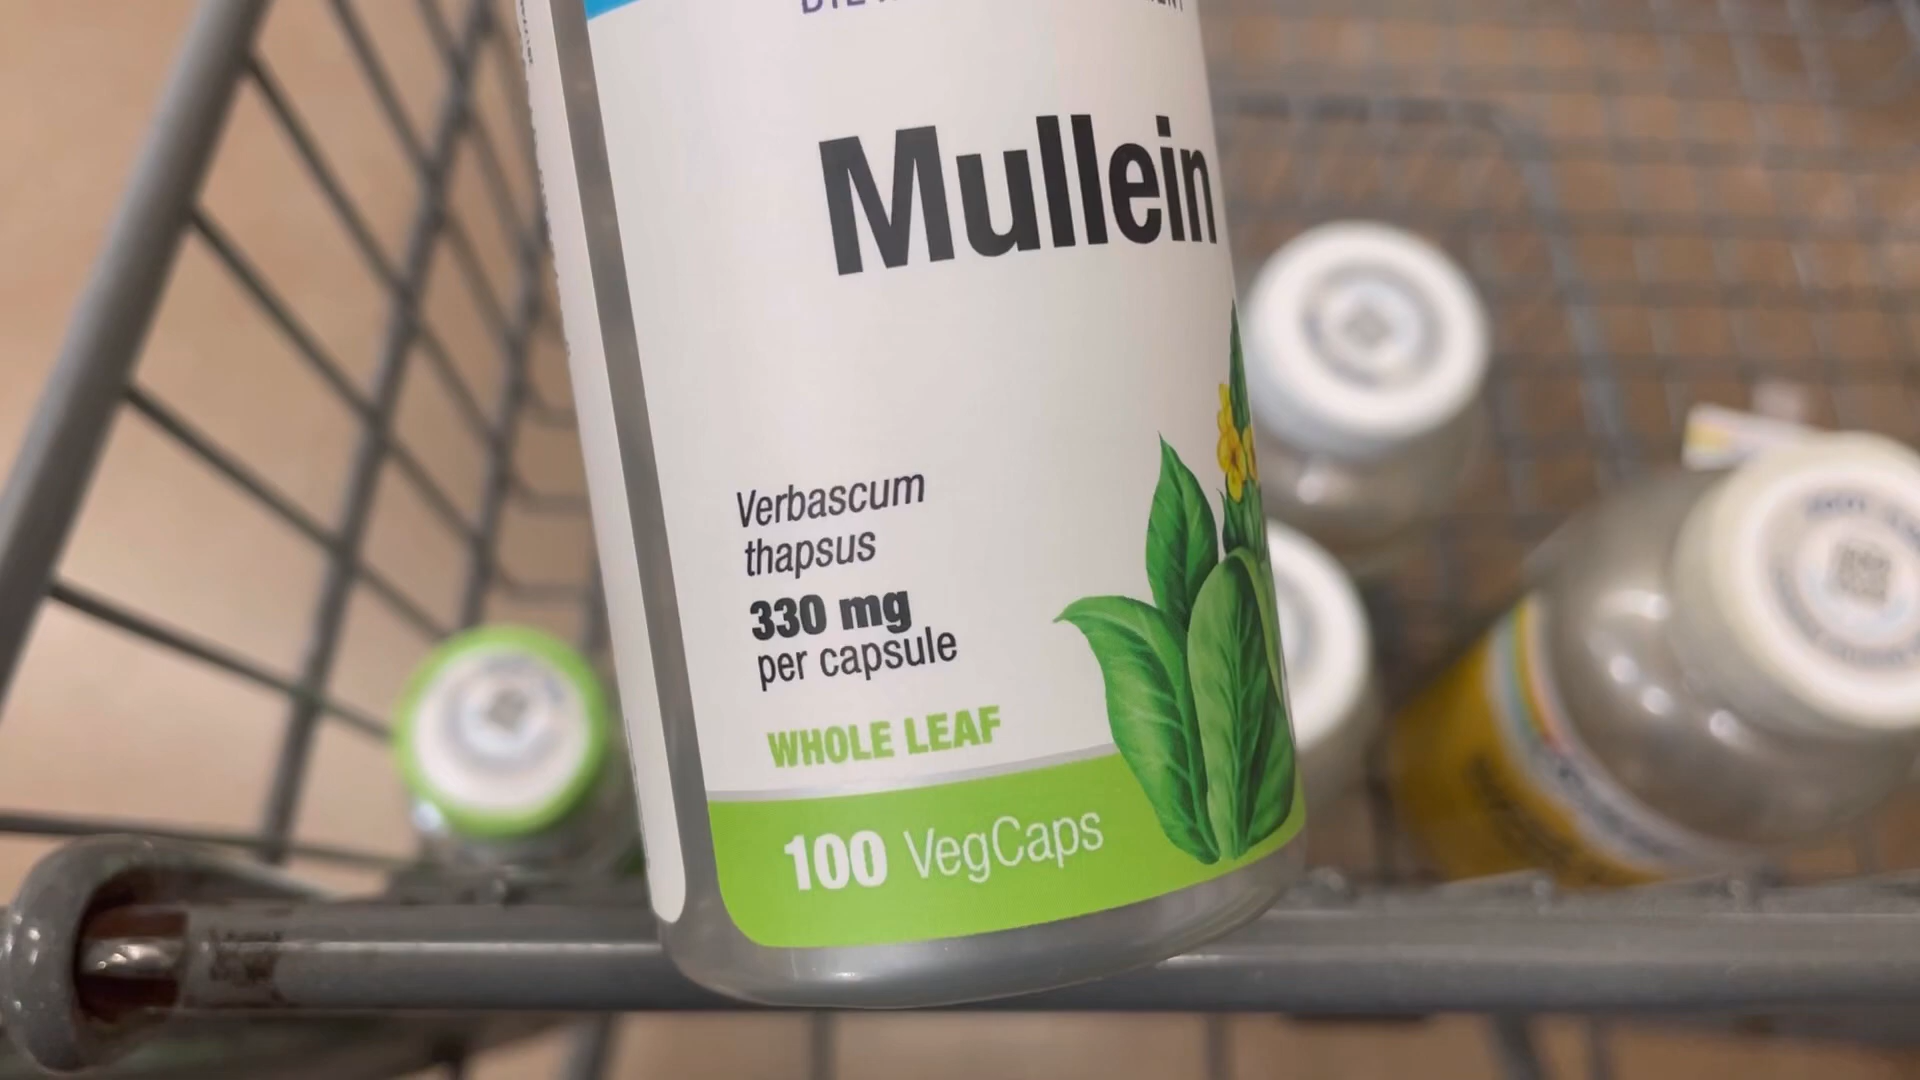 Mullein
Verbascum
thapsus
330 mg
per capsule
WHOLE LEAF
100 VegCaps